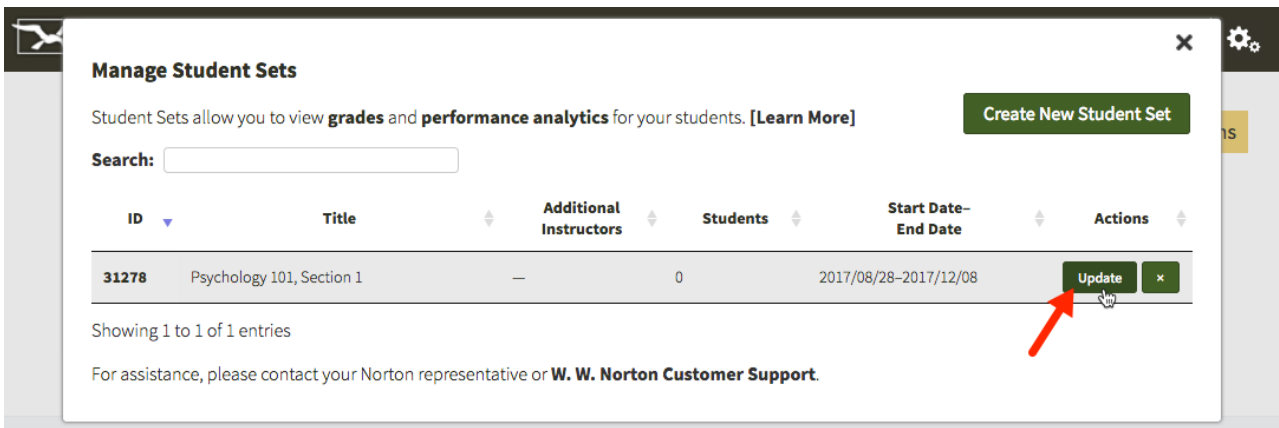 Manage Student Sets
Student Sets allow you to view grades and performance analytics for your students. [Learn More]
Create New Student Set
ns
Search:
ID Title Additional Instructors Students Start Date– End Date Actions
31278 Psychology 101, Section 1 — 0 2017/08/28–2017/12/08 Update ×
Showing 1 to 1 of 1 entries
For assistance, please contact your Norton representative or W. W. Norton Customer Support.